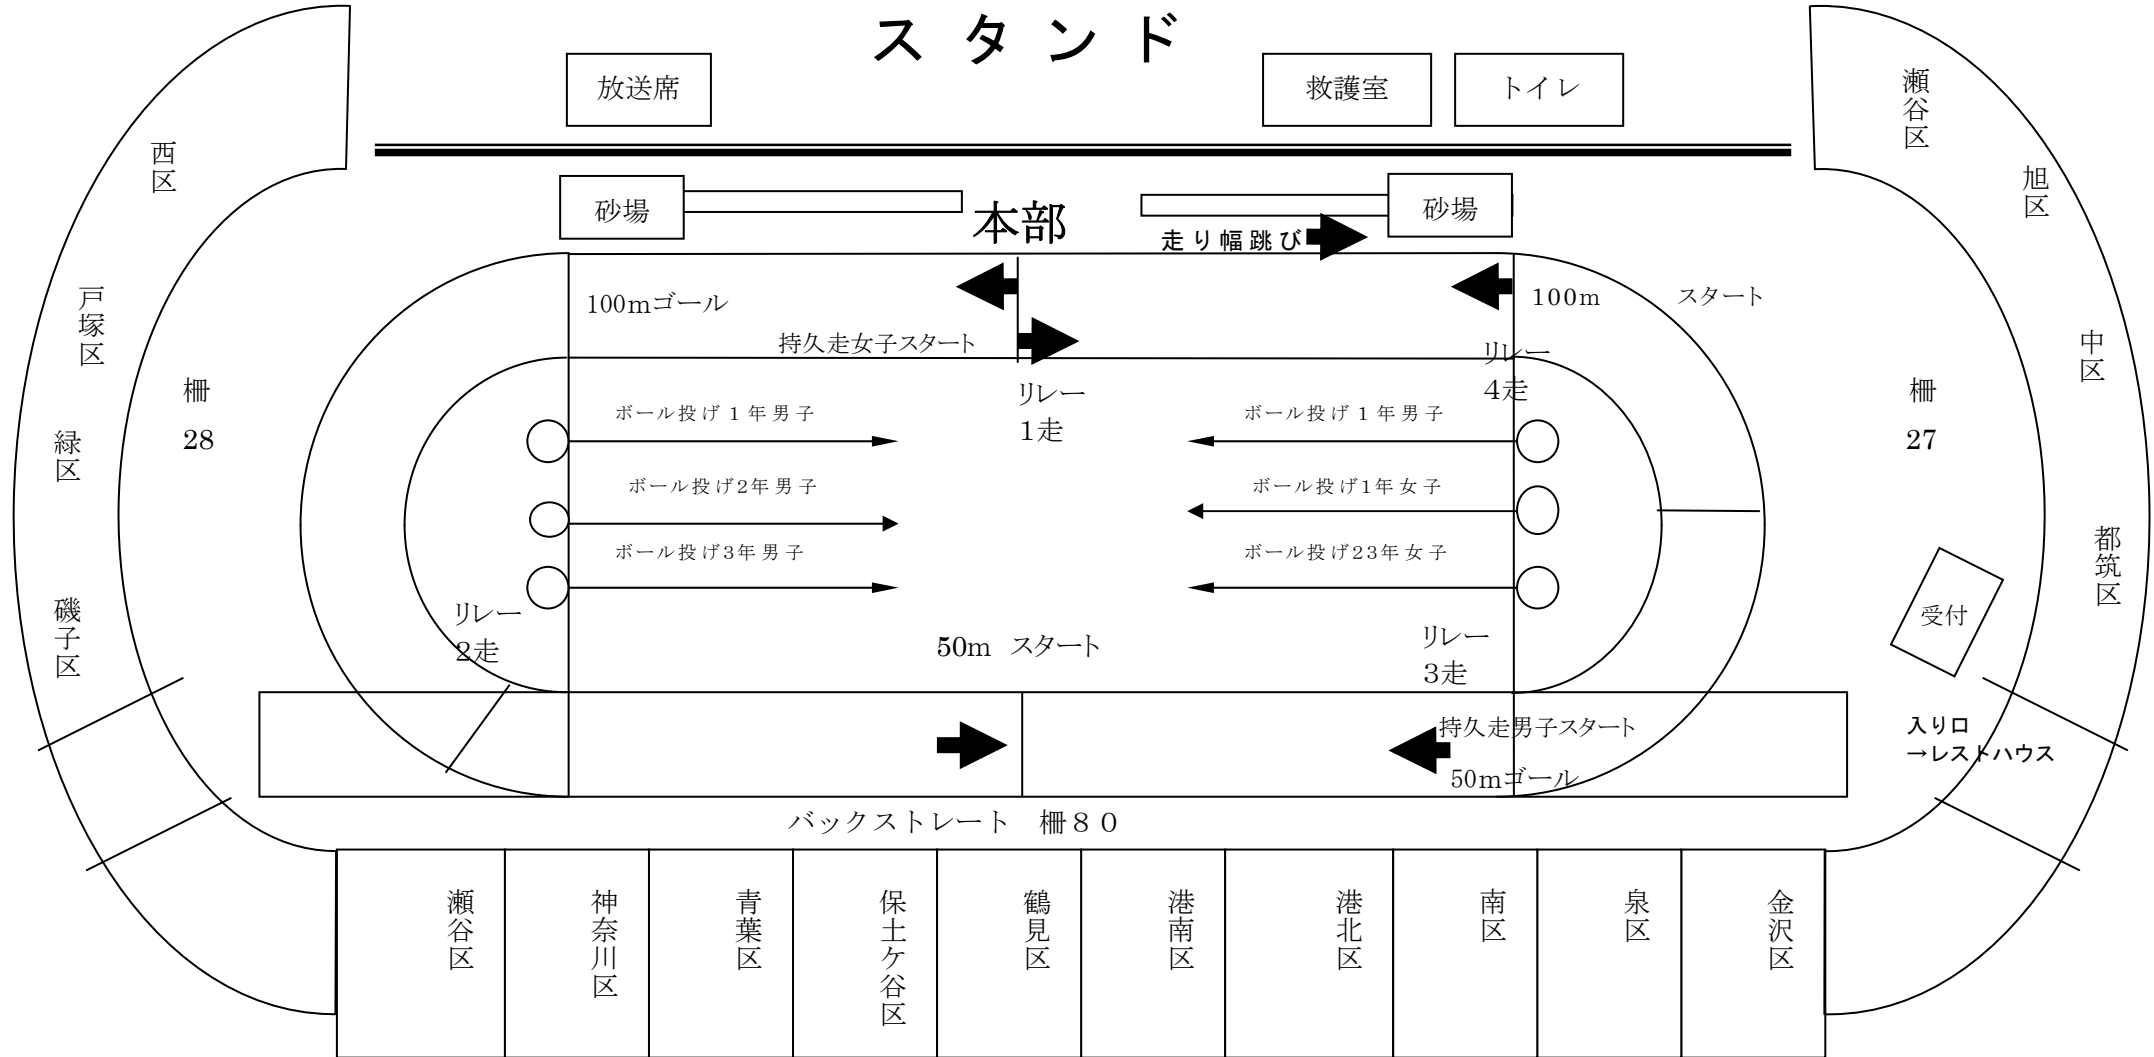 スタンド
放送席
救護室
トイレ
瀬谷区
西区
旭区
砂場
本部
砂場
走り幅跳び
戸塚区
100mゴール
100m
スタート
持久走女子スタート
中区
リレー
4走
柵
28
リレー
1走
柵
27
ボール投げ１年男子
ボール投げ１年男子
緑区
ボール投げ2年男子
ボール投げ1年女子
ボール投げ3年男子
ボール投げ23年女子
都筑区
磯子区
リレー
2走
50m　スタート
リレー
3走
受付
持久走男子スタート
50mゴール
入り口
→レストハウス
バックストレート　柵８０
瀬谷区
神奈川区
青葉区
保土ケ谷区
鶴見区
港南区
港北区
南区
泉区
金沢区